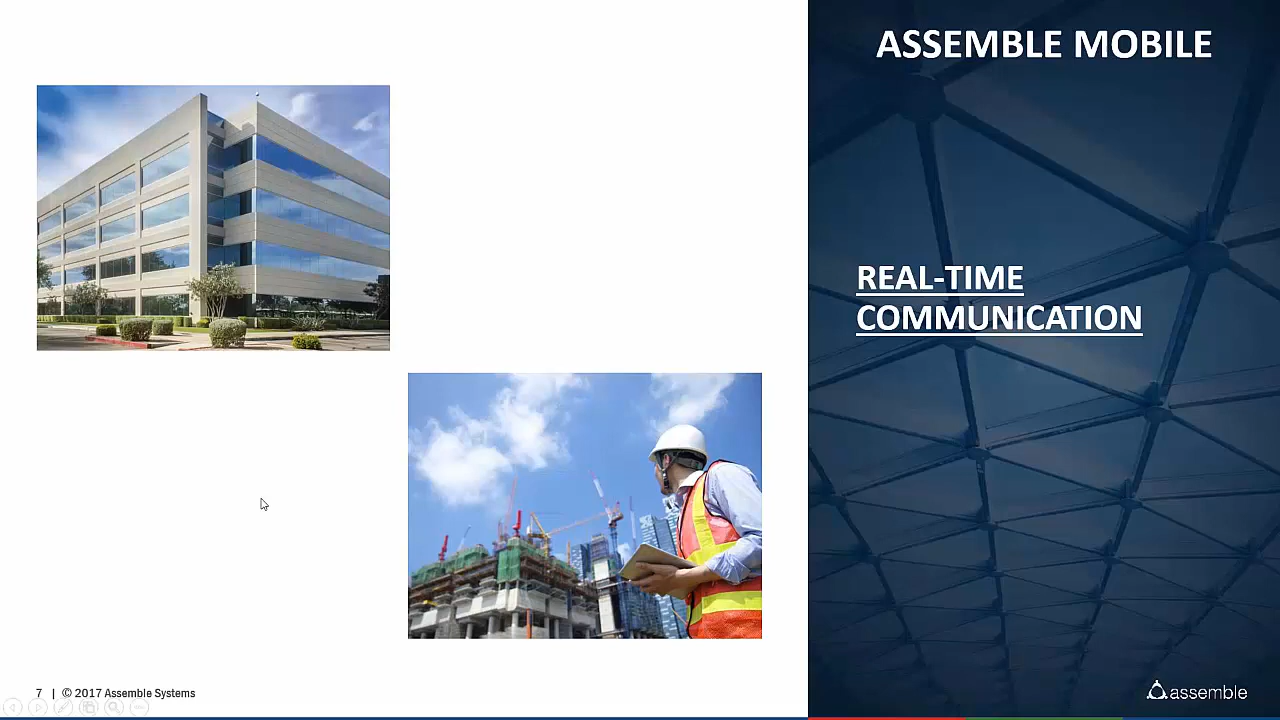 ASSEMBLE MOBILE
REAL-TIME
COMMUNICATION
7 | © 2017 Assemble Systems
assemble